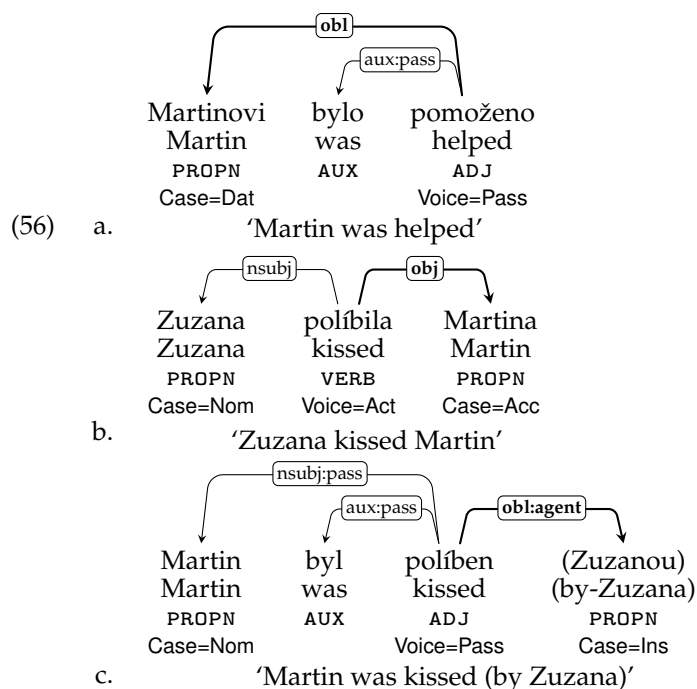 obl
aux:pass
Martinovi bylo pomoženo
Martin was helped
PROPN AUX ADJ
Case=Dat Voice=Pass
(56) a. ‘Martin was helped’
nsubj obj
Zuzana políbila Martina
Zuzana kissed Martin
PROPN VERB PROPN
Case=Nom Voice=Act Case=Acc
b. ‘Zuzana kissed Martin’
nsubj:pass
aux:pass obl:agent
Martin byl políben (Zuzanou)
Martin was kissed (by-Zuzana)
PROPN AUX ADJ PROPN
Case=Nom Voice=Pass Case=Ins
c. ‘Martin was kissed (by Zuzana)’